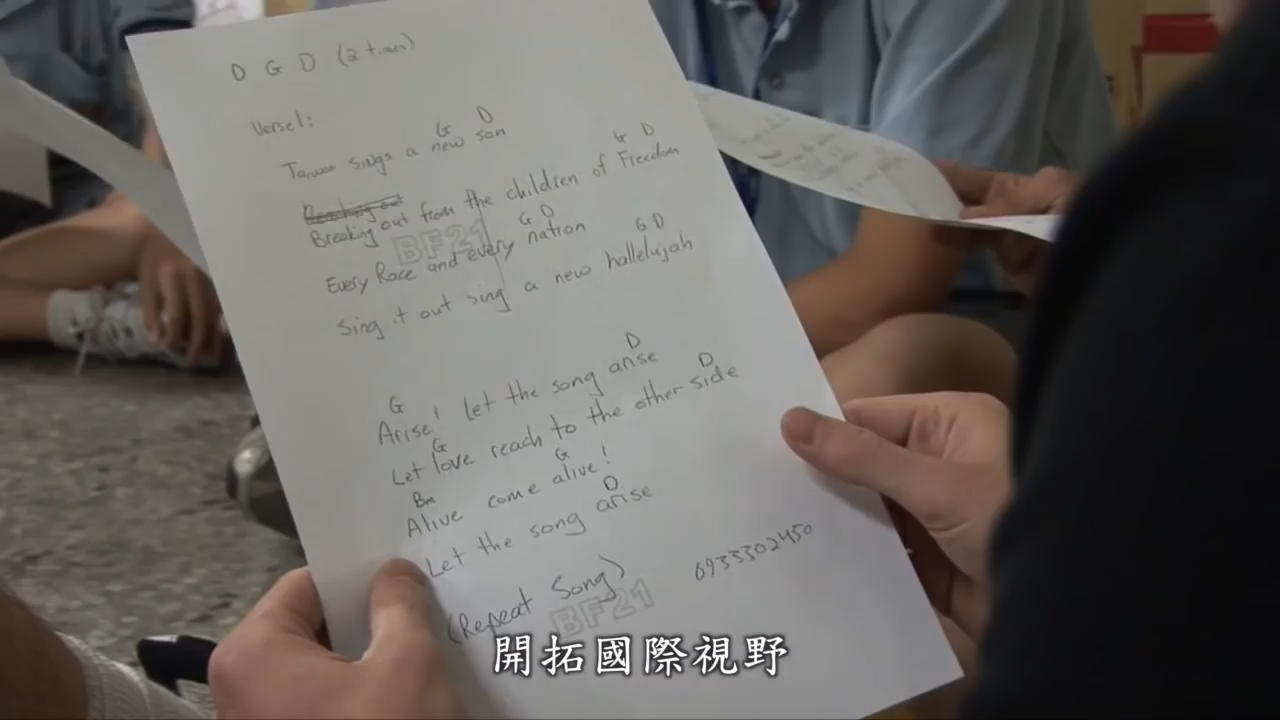 D G D (2 times)
Verse1:
G D
Taiwan sings a new son
G D
Breaking out
Breaking out from the children of Freedom
G D
Every Race and every nation
G D
Sing it out sing a new hallelujah
G D
Arise! Let the song arise
G D
Let love reach to the other side
Bm G
Alive come alive!
D
Let the song arise
(Repeat Song)
0933302450
BF21
BF21
開拓國際視野